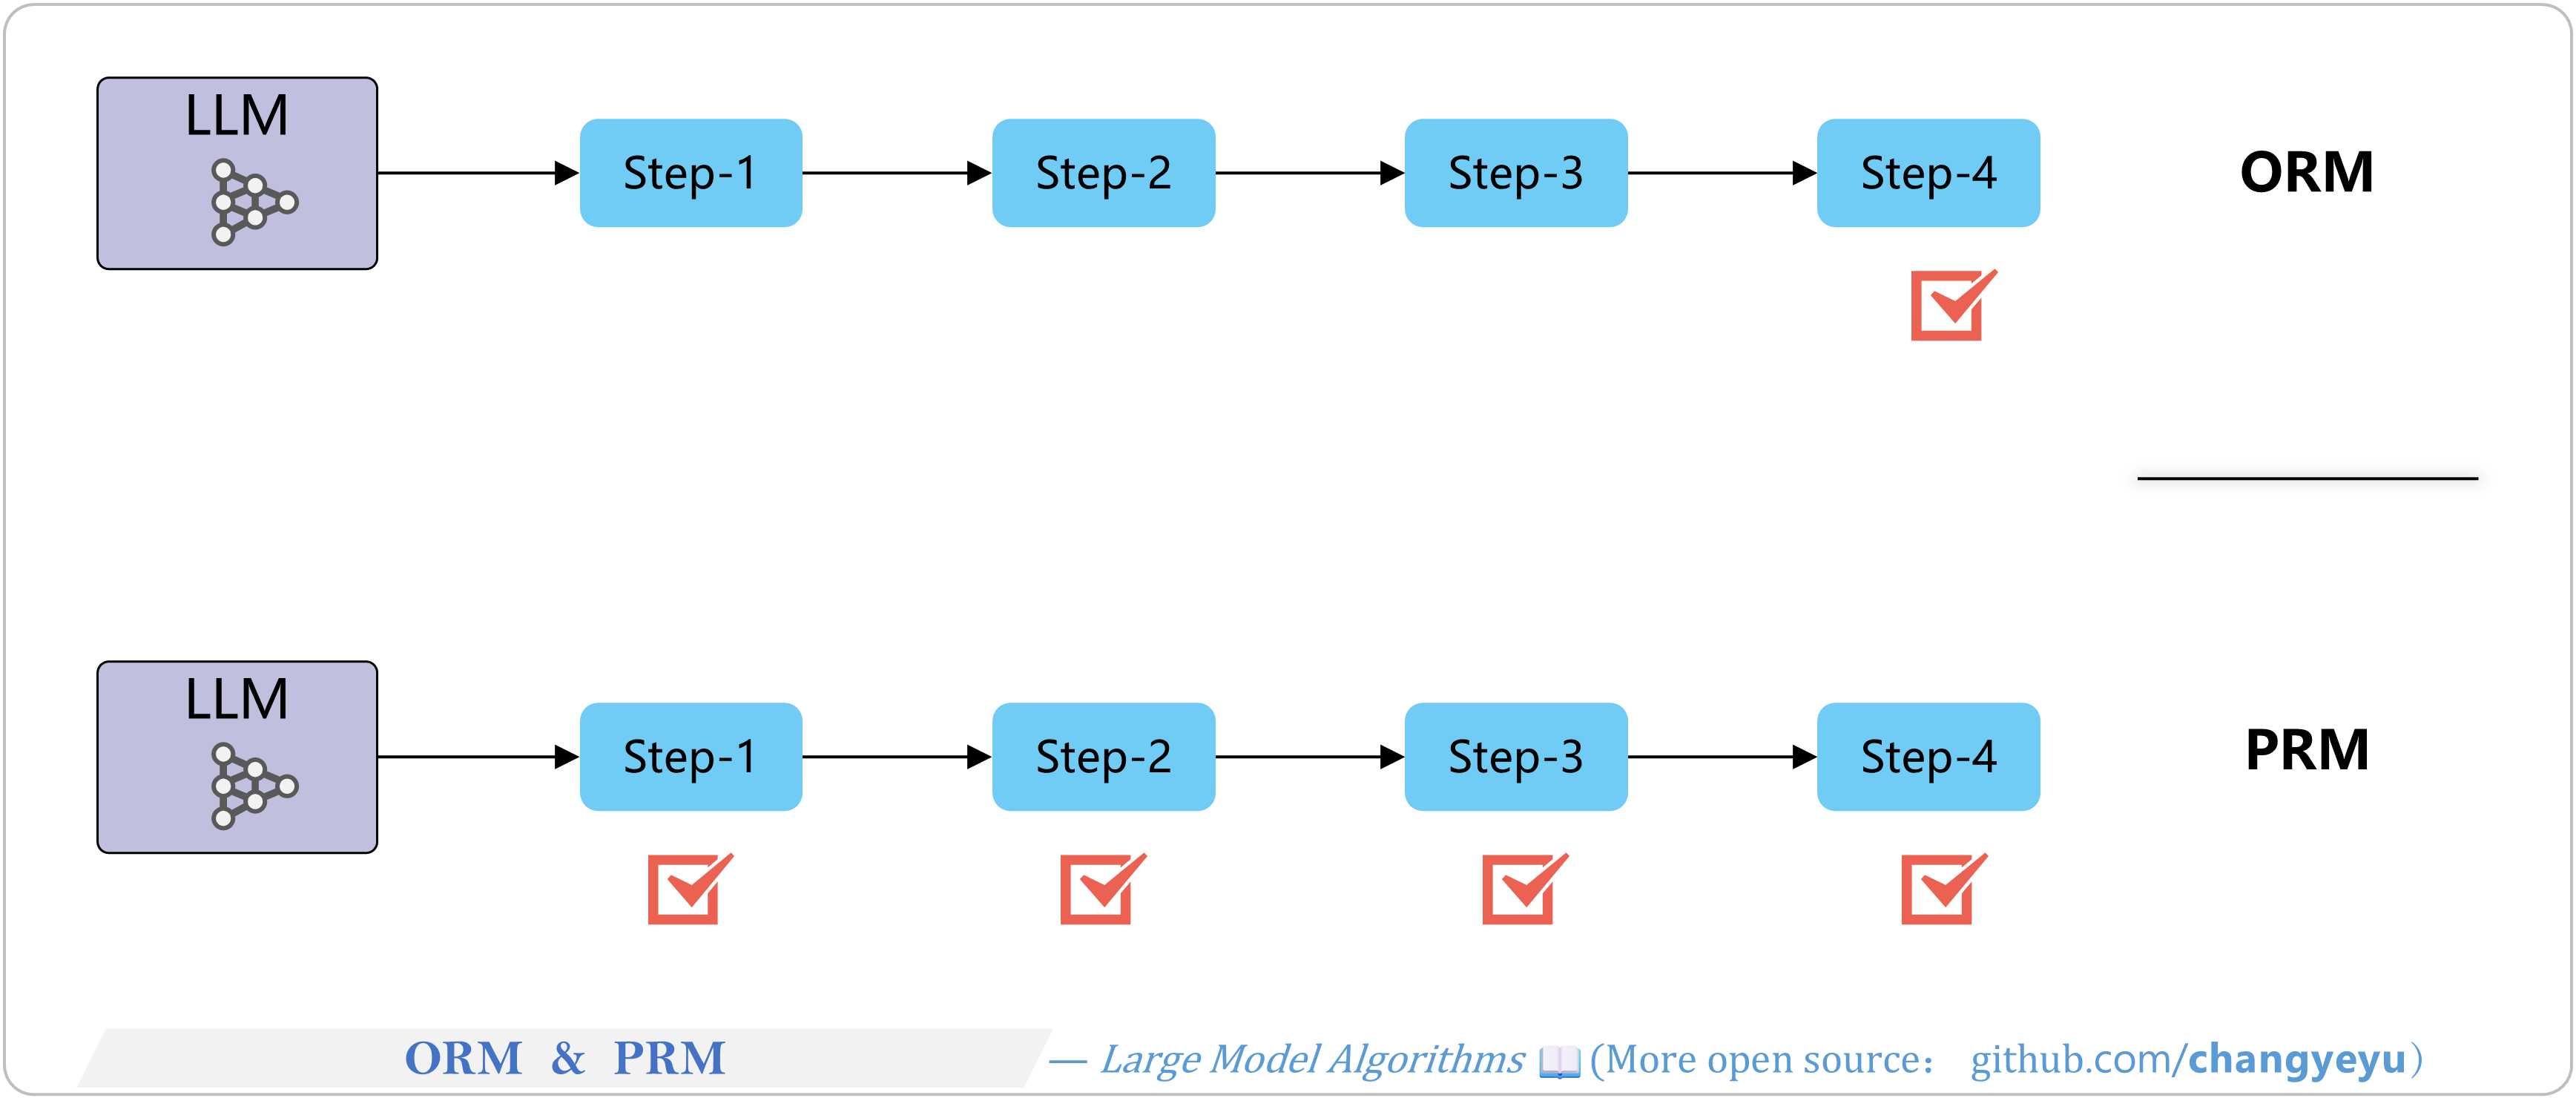 LLM
Step-1
Step-2
Step-3
Step-4
ORM
LLM
Step-1
Step-2
Step-3
Step-4
PRM
ORM & PRM
— Large Model Algorithms 📖 (More open source： github.com/changyeyu)